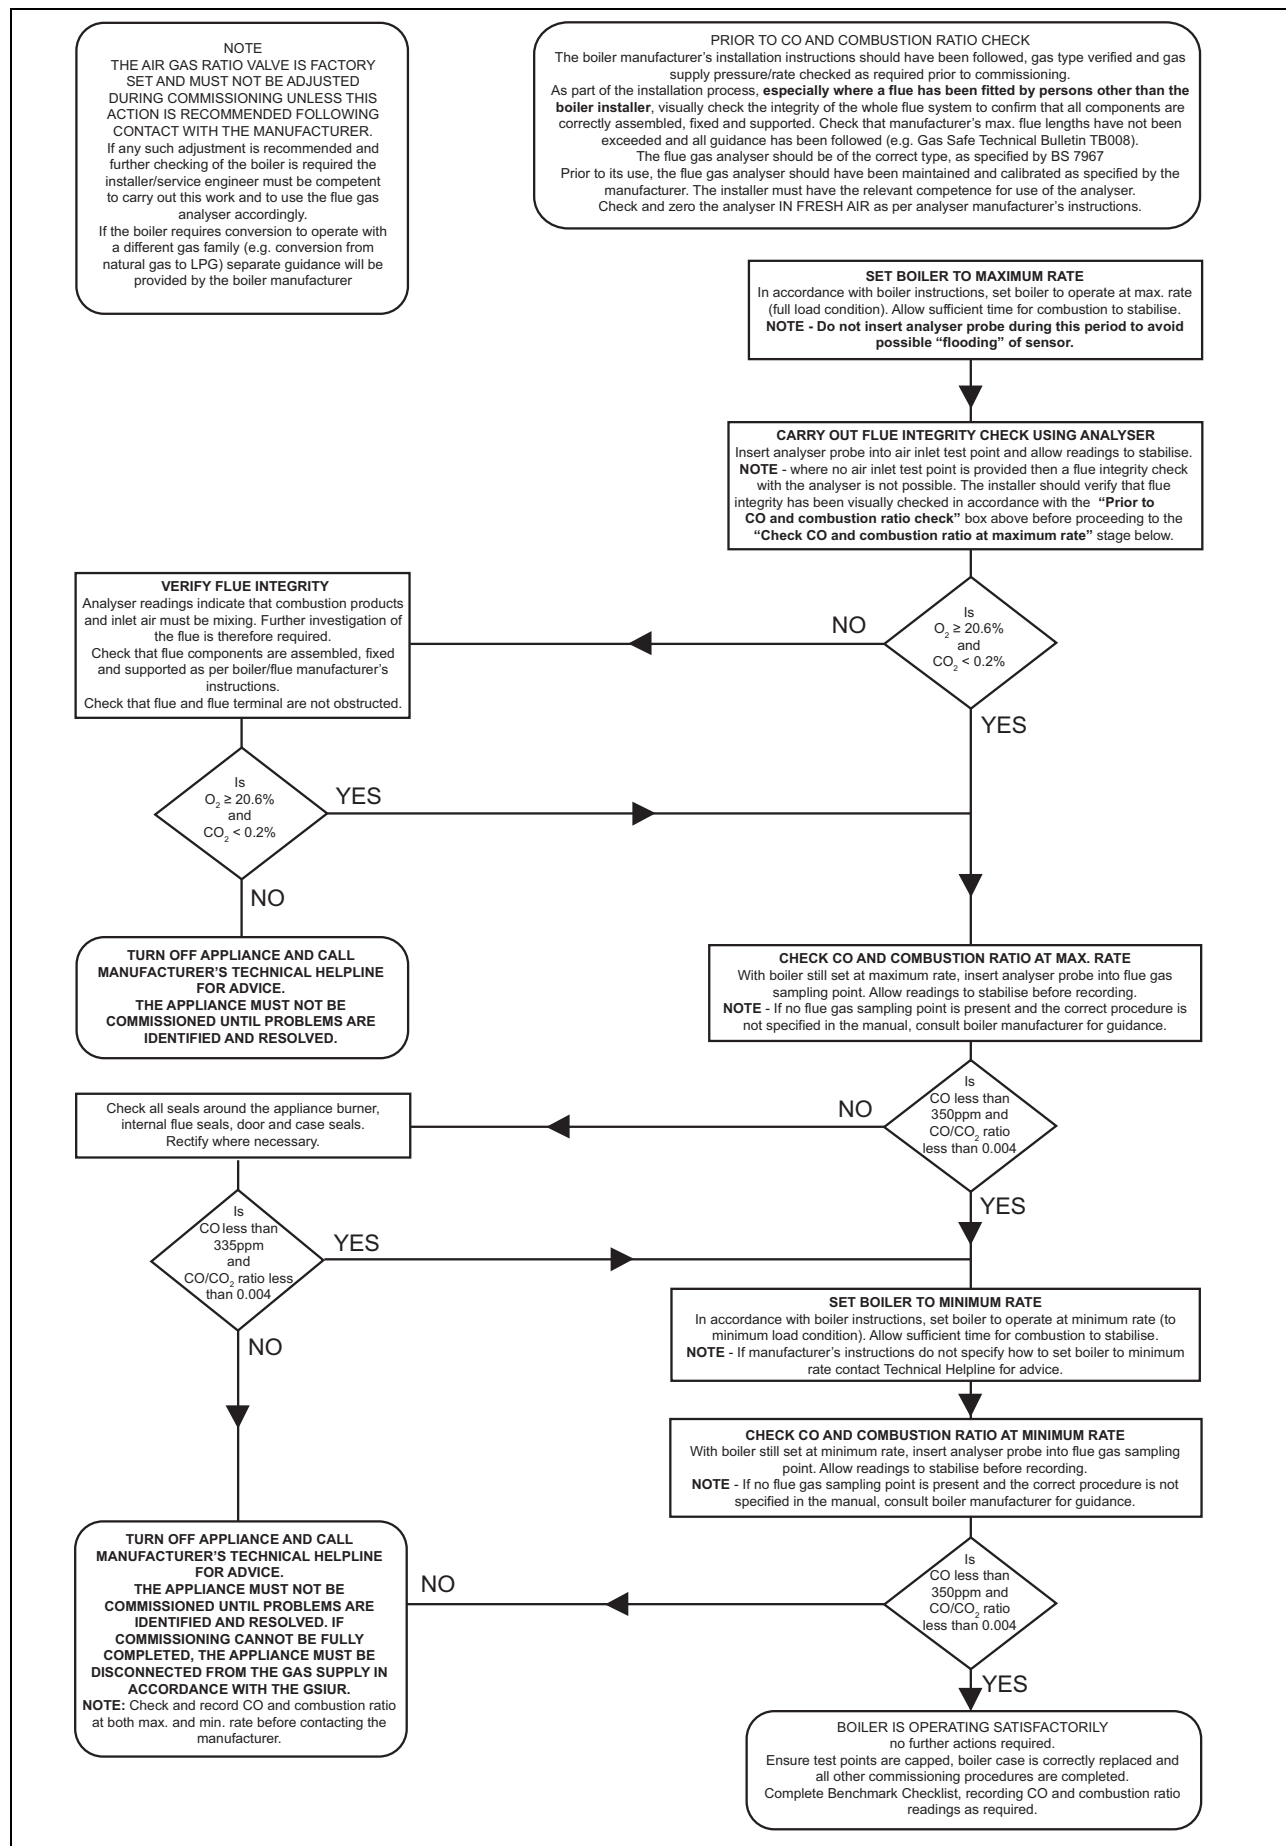 NOTE
THE AIR GAS RATIO VALVE IS FACTORY
SET AND MUST NOT BE ADJUSTED
DURING COMMISSIONING UNLESS THIS
ACTION IS RECOMMENDED FOLLOWING
CONTACT WITH THE MANUFACTURER.
If any such adjustment is recommended and
further checking of the boiler is required the
installer/service engineer must be competent
to carry out this work and to use the flue gas
analyser accordingly.
If the boiler requires conversion to operate with
a different gas family (e.g. conversion from
natural gas to LPG) separate guidance will be
provided by the boiler manufacturer
PRIOR TO CO AND COMBUSTION RATIO CHECK
The boiler manufacturer's installation instructions should have been followed, gas type verified and gas
supply pressure/rate checked as required prior to commissioning.
As part of the installation process, especially where a flue has been fitted by persons other than the
boiler installer, visually check the integrity of the whole flue system to confirm that all components are
correctly assembled, fixed and supported. Check that manufacturer's max. flue lengths have not been
exceeded and all guidance has been followed (e.g. Gas Safe Technical Bulletin TB008).
The flue gas analyser should be of the correct type, as specified by BS 7967
Prior to its use, the flue gas analyser should have been maintained and calibrated as specified by the
manufacturer. The installer must have the relevant competence for use of the analyser.
Check and zero the analyser IN FRESH AIR as per analyser manufacturer's instructions.
SET BOILER TO MAXIMUM RATE
In accordance with boiler instructions, set boiler to operate at max. rate
(full load condition). Allow sufficient time for combustion to stabilise.
NOTE - Do not insert analyser probe during this period to avoid
possible "flooding" of sensor.
CARRY OUT FLUE INTEGRITY CHECK USING ANALYSER
Insert analyser probe into air inlet test point and allow readings to stabilise.
NOTE - where no air inlet test point is provided then a flue integrity check
with the analyser is not possible. The installer should verify that flue
integrity has been visually checked in accordance with the "Prior to
CO and combustion ratio check" box above before proceeding to the
"Check CO and combustion ratio at maximum rate" stage below.
Is
O₂ ≥ 20.6%
and
CO₂ < 0.2%
NO
YES
VERIFY FLUE INTEGRITY
Analyser readings indicate that combustion products
and inlet air must be mixing. Further investigation of
the flue is therefore required.
Check that flue components are assembled, fixed
and supported as per boiler/flue manufacturer's
instructions.
Check that flue and flue terminal are not obstructed.
Is
O₂ ≥ 20.6%
and
CO₂ < 0.2%
YES
NO
TURN OFF APPLIANCE AND CALL
MANUFACTURER'S TECHNICAL HELPLINE
FOR ADVICE.
THE APPLIANCE MUST NOT BE
COMMISSIONED UNTIL PROBLEMS ARE
IDENTIFIED AND RESOLVED.
CHECK CO AND COMBUSTION RATIO AT MAX. RATE
With boiler still set at maximum rate, insert analyser probe into flue gas
sampling point. Allow readings to stabilise before recording.
NOTE - If no flue gas sampling point is present and the correct procedure is
not specified in the manual, consult boiler manufacturer for guidance.
Is
CO less than
350ppm and
CO/CO₂ ratio
less than 0.004
NO
YES
Check all seals around the appliance burner,
internal flue seals, door and case seals.
Rectify where necessary.
Is
CO less than
335ppm
and
CO/CO₂ ratio less
than 0.004
YES
NO
SET BOILER TO MINIMUM RATE
In accordance with boiler instructions, set boiler to operate at minimum rate (to
minimum load condition). Allow sufficient time for combustion to stabilise.
NOTE - If manufacturer's instructions do not specify how to set boiler to minimum
rate contact Technical Helpline for advice.
CHECK CO AND COMBUSTION RATIO AT MINIMUM RATE
With boiler still set at minimum rate, insert analyser probe into flue gas sampling
point. Allow readings to stabilise before recording.
NOTE - If no flue gas sampling point is present and the correct procedure is not
specified in the manual, consult boiler manufacturer for guidance.
Is
CO less than
350ppm and
CO/CO₂ ratio
less than 0.004
NO
YES
TURN OFF APPLIANCE AND CALL
MANUFACTURER'S TECHNICAL HELPLINE
FOR ADVICE.
THE APPLIANCE MUST NOT BE
COMMISSIONED UNTIL PROBLEMS ARE
IDENTIFIED AND RESOLVED. IF
COMMISSIONING CANNOT BE FULLY
COMPLETED, THE APPLIANCE MUST BE
DISCONNECTED FROM THE GAS SUPPLY IN
ACCORDANCE WITH THE GSIUR.
NOTE: Check and record CO and combustion ratio
at both max. and min. rate before contacting the
manufacturer.
BOILER IS OPERATING SATISFACTORILY
no further actions required.
Ensure test points are capped, boiler case is correctly replaced and
all other commissioning procedures are completed.
Complete Benchmark Checklist, recording CO and combustion ratio
readings as required.